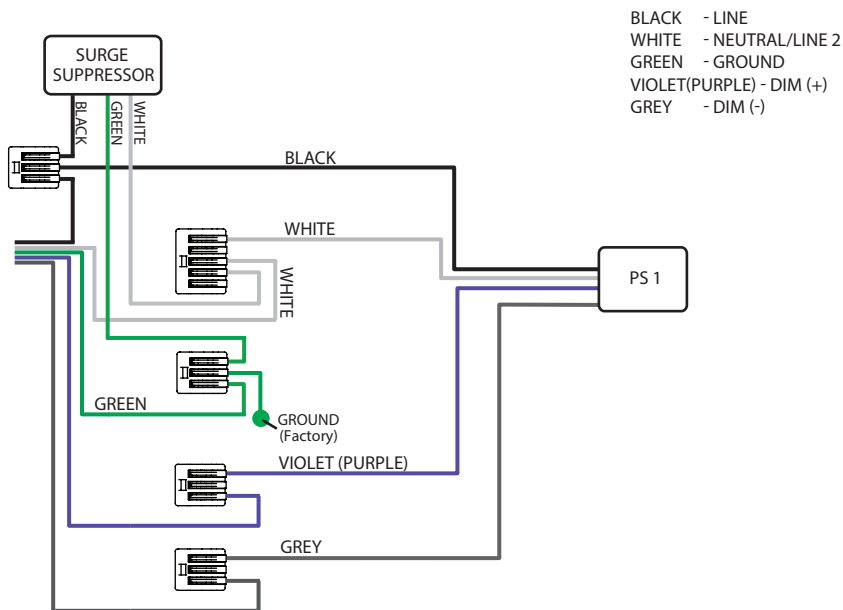 BLACK - LINE
WHITE - NEUTRAL/LINE 2
GREEN - GROUND
VIOLET(PURPLE) - DIM (+)
GREY - DIM (-)
SURGE
SUPPRESSOR
BLACK
GREEN
WHITE
BLACK
WHITE
WHITE
PS 1
GREEN
GROUND
(Factory)
VIOLET (PURPLE)
GREY